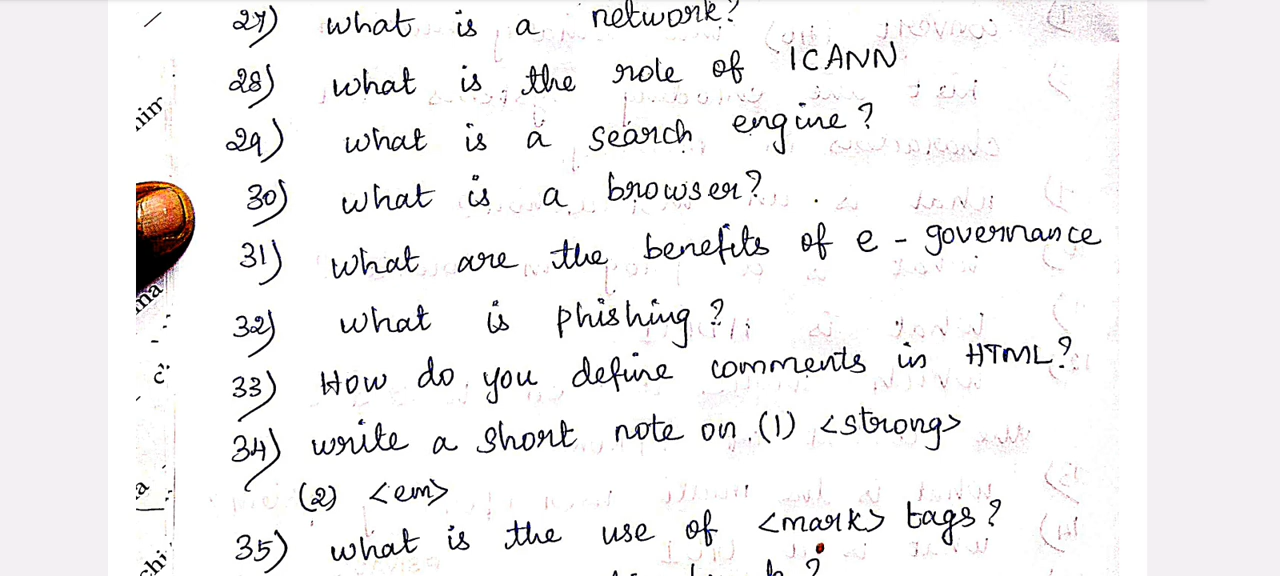 27) what is a network?
28) what is the role of ICANN
29) what is a search engine?
30) what is a browser?
31) what are the benefits of e - governance
32) what is phishing?
33) How do you define comments in HTML?
34) write a short note on (1) <strong>
(2) <em>
35) what is the use of <mark> tags?